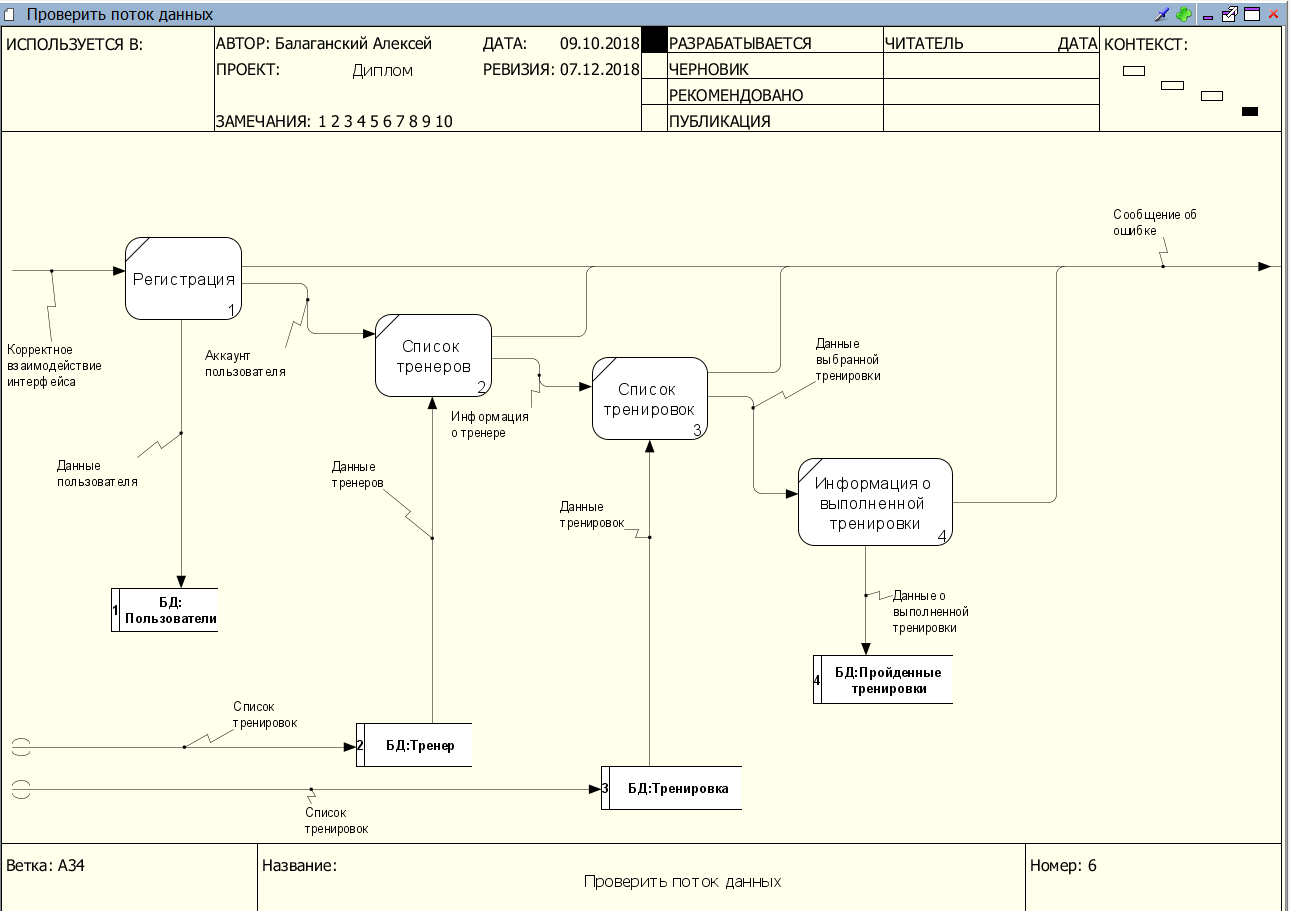 Проверить поток данных
ИСПОЛЬЗУЕТСЯ В:
АВТОР: Балаганский Алексей
ДАТА: 09.10.2018
ПРОЕКТ: Диплом
РЕВИЗИЯ: 07.12.2018
ЗАМЕЧАНИЯ: 1 2 3 4 5 6 7 8 9 10
РАЗРАБАТЫВАЕТСЯ
ЧЕРНОВИК
РЕКОМЕНДОВАНО
ПУБЛИКАЦИЯ
ЧИТАТЕЛЬ
ДАТА
КОНТЕКСТ:
Сообщение об
ошибке
Регистрация
1
Корректное
взаимодействие
интерфейса
Аккаунт
пользователя
Список
тренеров
2
Данные
выбранной
тренировки
Список
тренировок
3
Информация
о тренере
Данные
пользователя
Данные
тренеров
Данные
тренировок
Информация о
выполненной
тренировки
4
1
БД:
Пользователи
Данные о
выполненной
тренировки
4
БД:Пройденные
тренировки
Список
тренировок
2
БД:Тренер
3
БД:Тренировка
Список
тренировок
Ветка: A34
Название:
Проверить поток данных
Номер: 6